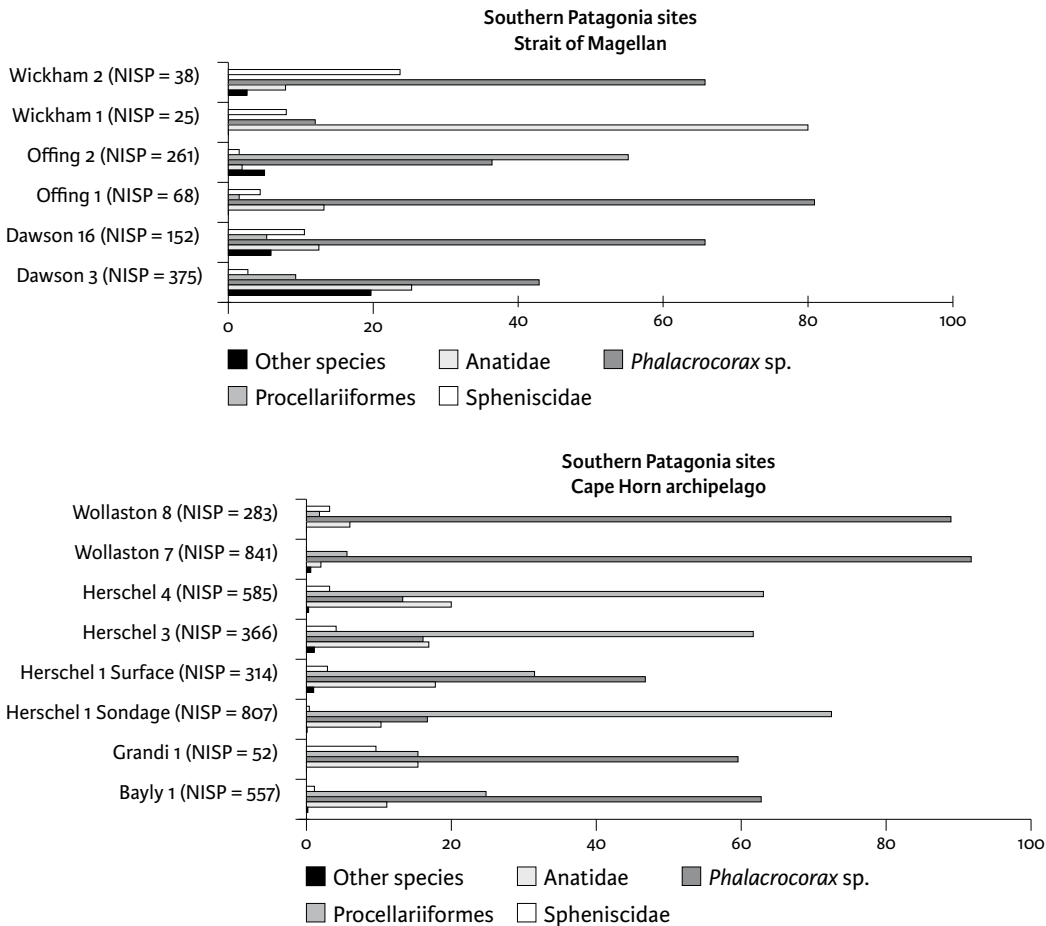 Southern Patagonia sites
Strait of Magellan
Wickham 2 (NISP = 38)
Wickham 1 (NISP = 25)
Offing 2 (NISP = 261)
Offing 1 (NISP = 68)
Dawson 16 (NISP = 152)
Dawson 3 (NISP = 375)
0 20 40 60 80 100
Other species Anatidae Phalacrocorax sp.
Procellariiformes Spheniscidae
Southern Patagonia sites
Cape Horn archipelago
Wollaston 8 (NISP = 283)
Wollaston 7 (NISP = 841)
Herschel 4 (NISP = 585)
Herschel 3 (NISP = 366)
Herschel 1 Surface (NISP = 314)
Herschel 1 Sondage (NISP = 807)
Grandi 1 (NISP = 52)
Bayly 1 (NISP = 557)
0 20 40 60 80 100
Other species Anatidae Phalacrocorax sp.
Procellariiformes Spheniscidae